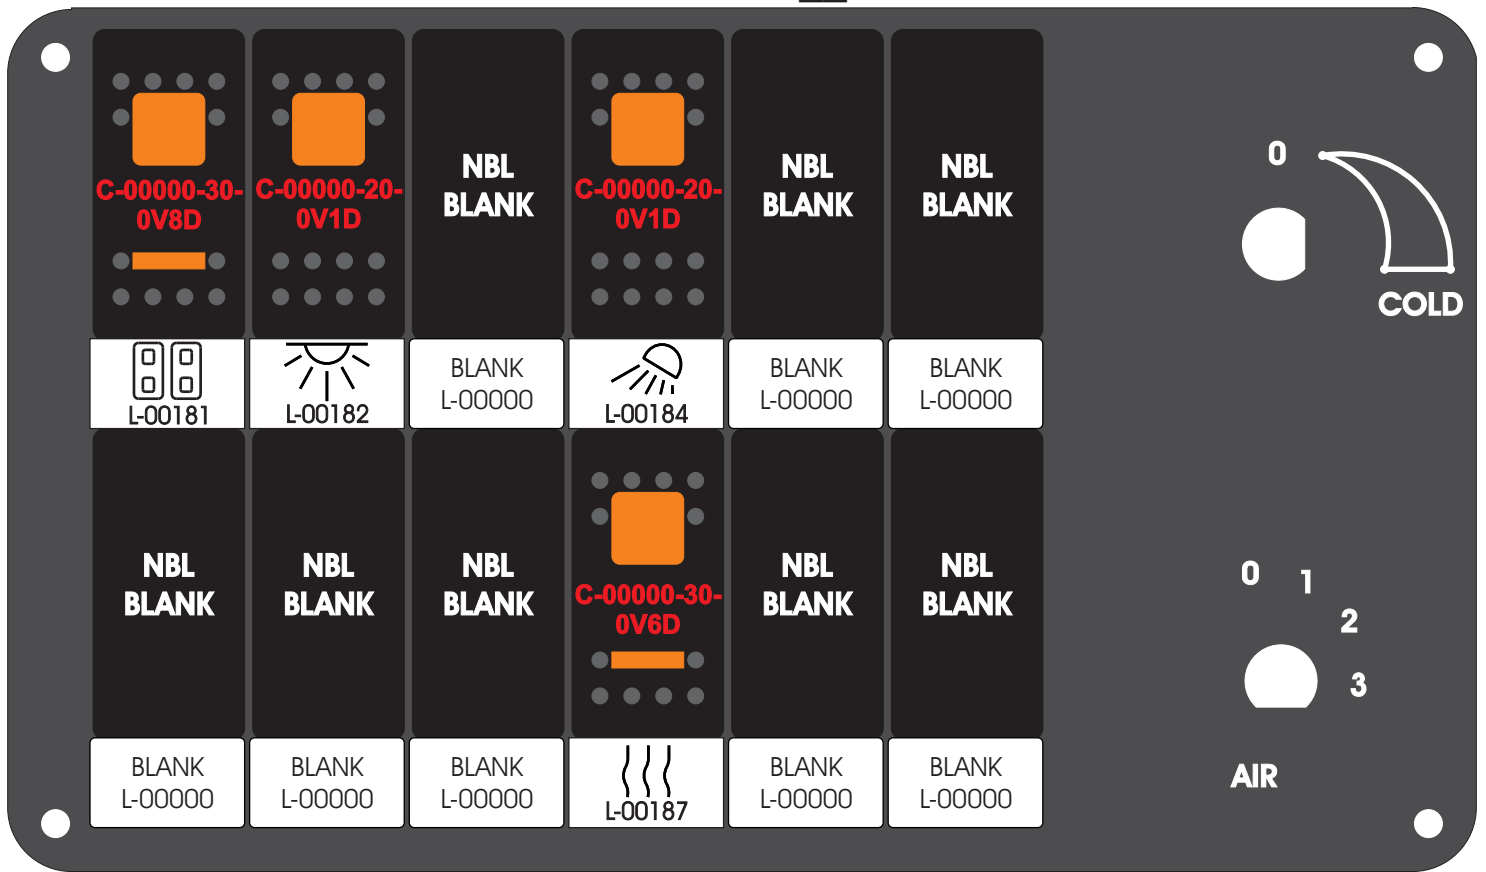 C-00000-30-
0V8D
C-00000-20-
0V1D
NBL
BLANK
C-00000-20-
0V1D
NBL
BLANK
NBL
BLANK
L-00181
L-00182
BLANK
L-00000
L-00184
BLANK
L-00000
BLANK
L-00000
NBL
BLANK
NBL
BLANK
NBL
BLANK
C-00000-30-
0V6D
NBL
BLANK
NBL
BLANK
BLANK
L-00000
BLANK
L-00000
BLANK
L-00000
L-00187
BLANK
L-00000
BLANK
L-00000
0
COLD
0
1
2
3
AIR